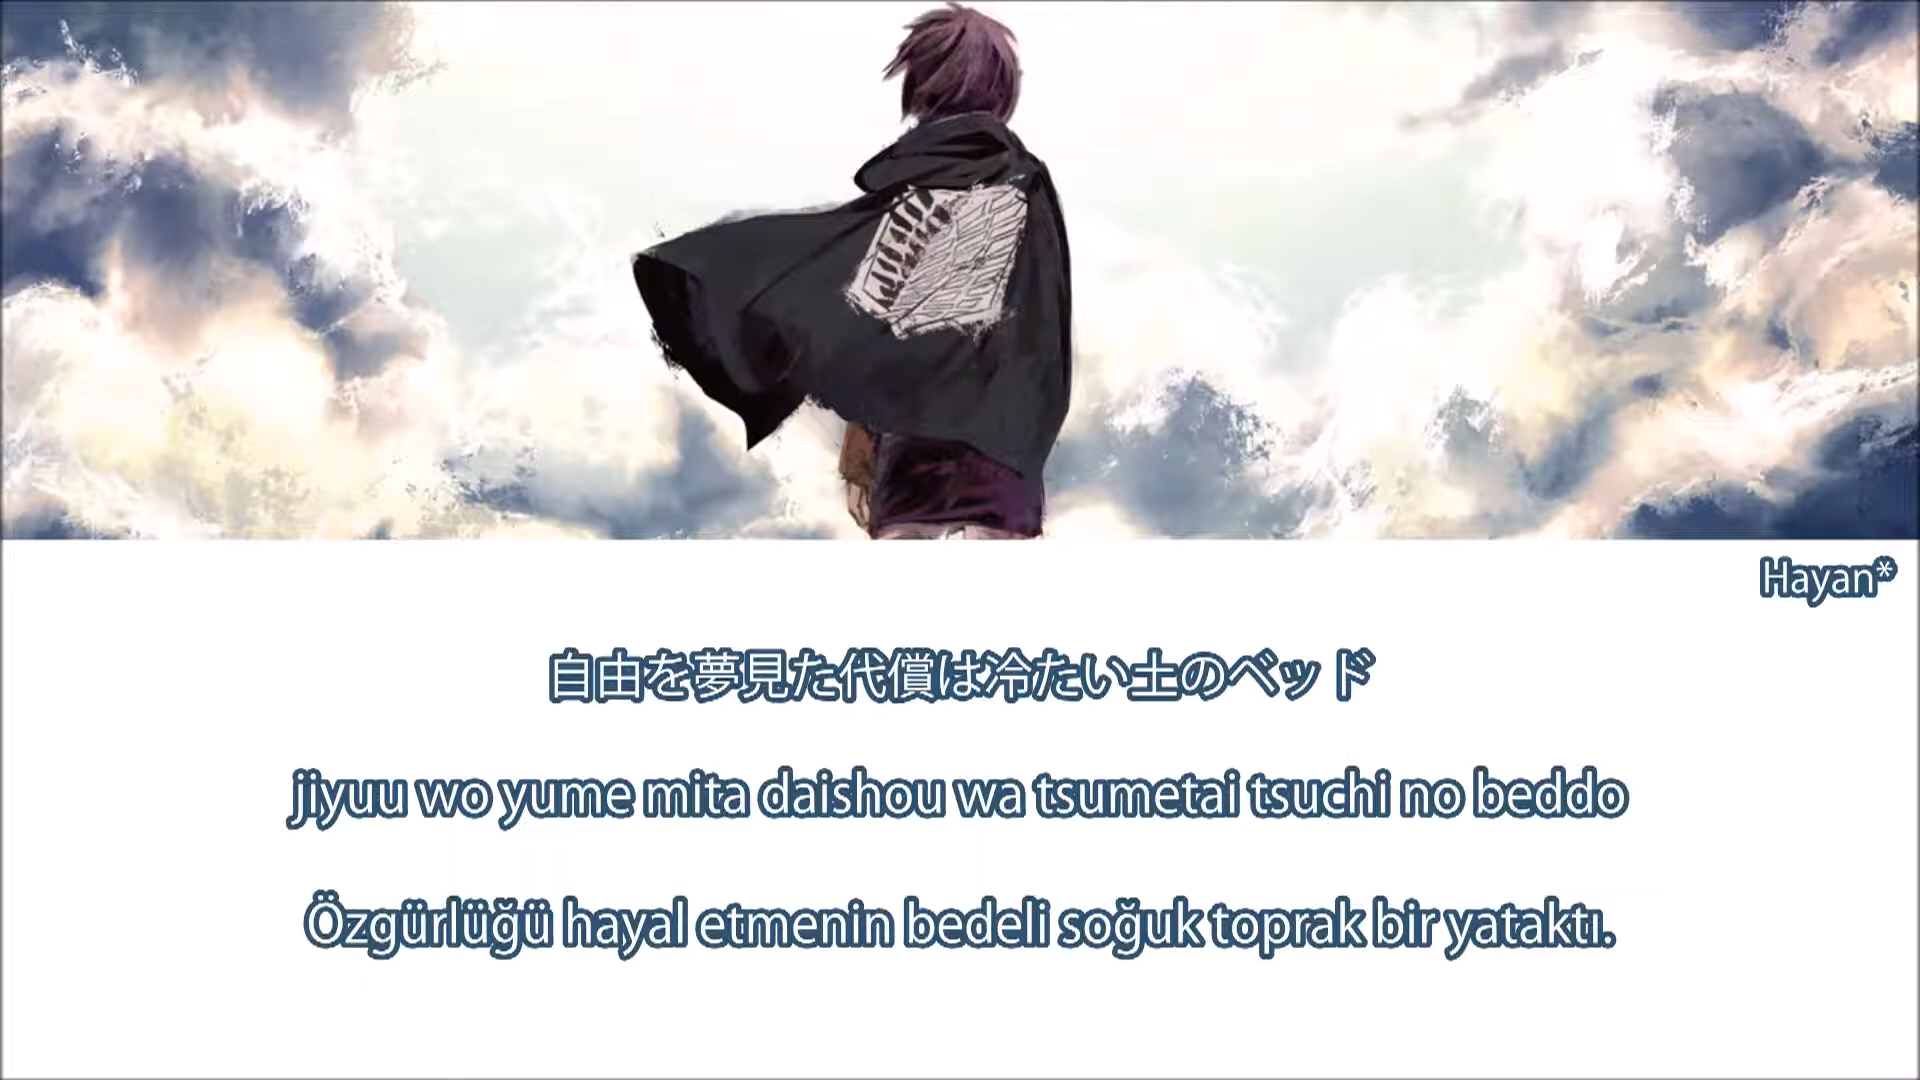 Hayan*
自由を夢見た代償は冷たい土のベッド
jiyuu wo yume mita daishou wa tsumetai tsuchi no beddo
Özgürlüğü hayal etmenin bedeli soğuk toprak bir yataktı.